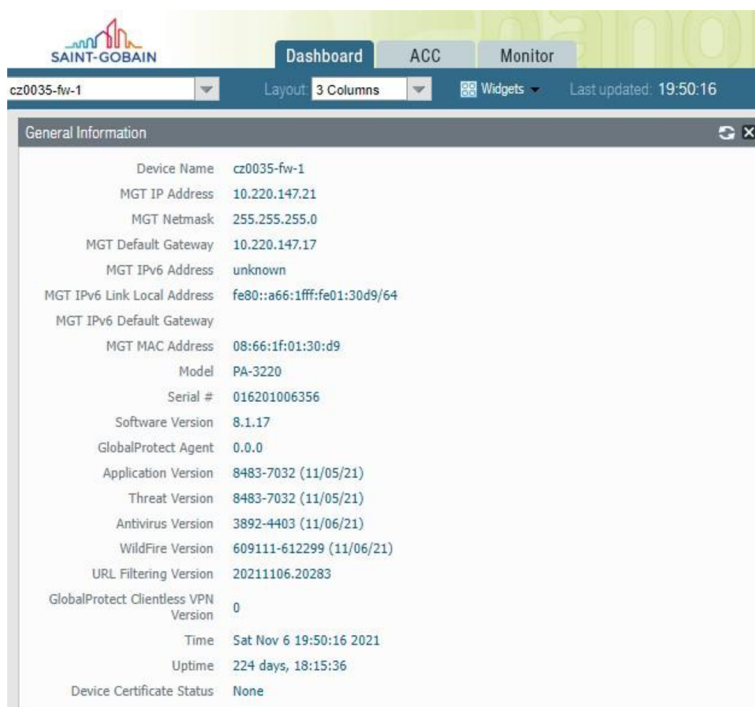 SAINT-GOBAIN
Dashboard ACC Monitor
cz0035-fw-1 Layout: 3 Columns Widgets Last updated: 19:50:16
General Information
Device Name cz0035-fw-1
MGT IP Address 10.220.147.21
MGT Netmask 255.255.255.0
MGT Default Gateway 10.220.147.17
MGT IPv6 Address unknown
MGT IPv6 Link Local Address fe80::a66:1fff:fe01:30d9/64
MGT IPv6 Default Gateway
MGT MAC Address 08:66:1f:01:30:d9
Model PA-3220
Serial # 016201006356
Software Version 8.1.17
GlobalProtect Agent 0.0.0
Application Version 8483-7032 (11/05/21)
Threat Version 8483-7032 (11/05/21)
Antivirus Version 3892-4403 (11/06/21)
WildFire Version 609111-612299 (11/06/21)
URL Filtering Version 20211106.20283
GlobalProtect Clientless VPN
Version 0
Time Sat Nov 6 19:50:16 2021
Uptime 224 days, 18:15:36
Device Certificate Status None